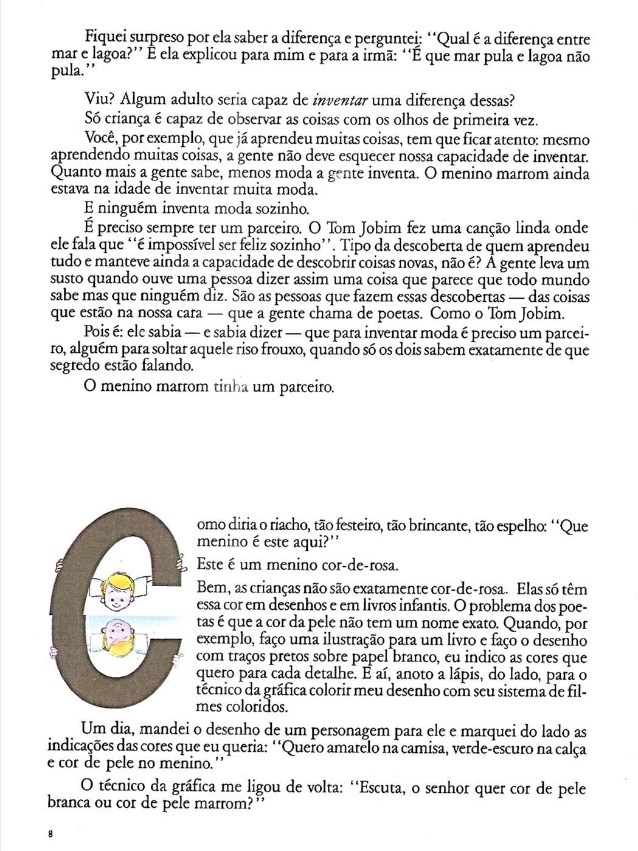 Fiquei surpreso por ela saber a diferença e perguntei: “Qual é a diferença entre
mar e lagoa?” E ela explicou para mim e para a irmã: “É que mar pula e lagoa não
pula.”
Viu? Algum adulto seria capaz de inventar uma diferença dessas?
Só criança é capaz de observar as coisas com os olhos de primeira vez.
Você, por exemplo, que já aprendeu muitas coisas, tem que ficar atento: mesmo
aprendendo muitas coisas, a gente não deve esquecer nossa capacidade de inventar.
Quanto mais a gente sabe, menos moda a gente inventa. O menino marrom ainda
estava na idade de inventar muita moda.
E ninguém inventa moda sozinho.
É preciso sempre ter um parceiro. O Tom Jobim fez uma canção linda onde
ele fala que “é impossível ser feliz sozinho”. Tipo da descoberta de quem aprendeu
tudo e manteve ainda a capacidade de descobrir coisas novas, não é? A gente leva um
susto quando ouve uma pessoa dizer assim uma coisa que parece que todo mundo
sabe mas que ninguém diz. São as pessoas que fazem essas descobertas — das coisas
que estão na nossa cara — que a gente chama de poetas. Como o Tom Jobim.
Pois é: ele sabia — e sabia dizer — que para inventar moda é preciso um parcei-
ro, alguém para soltar aquele riso frouxo, quando só os dois sabem exatamente de que
segredo estão falando.
O menino marrom tinha um parceiro.
Como diria o riacho, tão festeiro, tão brincante, tão espelho: “Que
menino é este aqui?”
Este é um menino cor-de-rosa.
Bem, as crianças não são exatamente cor-de-rosa. Elas só têm
essa cor em desenhos e em livros infantis. O problema dos poe-
tas é que a cor da pele não tem um nome exato. Quando, por
exemplo, faço uma ilustração para um livro e faço o desenho
com traços pretos sobre papel branco, eu indico as cores que
quero para cada detalhe. E aí, anoto a lápis, do lado, para o
técnico da gráfica colorir meu desenho com seu sistema de fil-
mes coloridos.
Um dia, mandei o desenho de um personagem para ele e marquei do lado as
indicações das cores que eu queria: “Quero amarelo na camisa, verde-escuro na calça
e cor de pele no menino.”
O técnico da gráfica me ligou de volta: “Escuta, o senhor quer cor de pele
branca ou cor de pele marrom?”
8